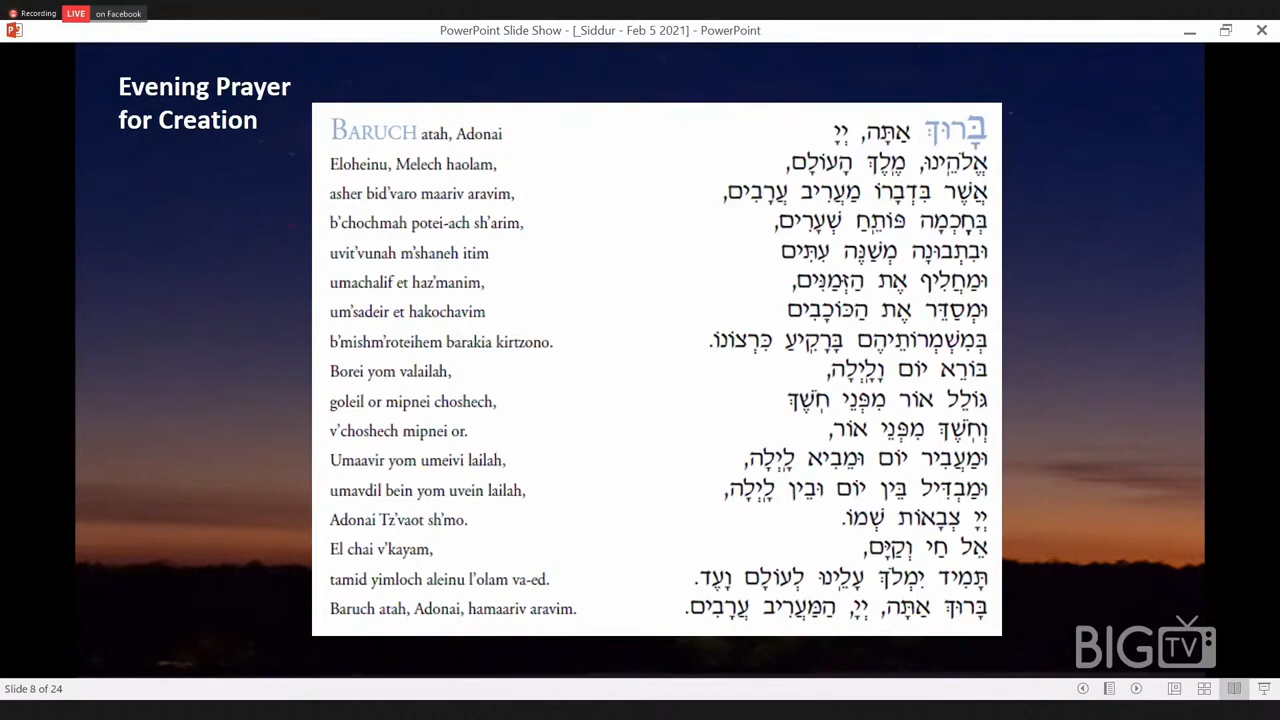 Recording LIVE on Facebook
PowerPoint Slide Show - [_Siddur - Feb 5 2021] - PowerPoint
Evening Prayer
for Creation
BARUCH atah, Adonai
Eloheinu, Melech haolam,
asher bid’varo maariv aravim,
b’chochmah potei-ach sh’arim,
uvit’vunah m’shaneh itim
umachalif et haz’manim,
um’sadeir et hakochavim
b’mishm’roteihem barakia kirtzono.
Borei yom valailah,
goleil or mipnei choshech,
v’choshech mipnei or.
Umaavir yom umeivi lailah,
umavdil bein yom uvein lailah,
Adonai Tz’vaot sh’mo.
El chai v’kayam,
tamid yimloch aleinu l’olam va-ed.
Baruch atah, Adonai, hamaariv aravim.
בָּרוּךְ אַתָּה, יְיָ
אֱלֹהֵֽינוּ, מֶֽלֶךְ הָעוֹלָם,
אֲשֶׁר בִּדְבָרוֹ מַעֲרִיב עֲרָבִים,
בְּחָכְמָה פּוֹתֵֽחַ שְׁעָרִים,
וּבִתְבוּנָה מְשַׁנֶּה עִתִּים
וּמַחֲלִיף אֶת הַזְּמַנִּים,
וּמְסַדֵּר אֶת הַכּוֹכָבִים
בְּמִשְׁמְרוֹתֵיהֶם בָּרָקִֽיעַ כִּרְצוֹנוֹ.
בּוֹרֵא יוֹם וָלַֽיְלָה,
גּוֹלֵל אוֹר מִפְּנֵי חֹֽשֶׁךְ
וְחֹֽשֶׁךְ מִפְּנֵי אוֹר,
וּמַעֲבִיר יוֹם וּמֵבִיא לָֽיְלָה,
וּמַבְדִּיל בֵּין יוֹם וּבֵין לָֽיְלָה,
יְיָ צְבָאוֹת שְׁמוֹ.
אֵל חַי וְקַיָּם,
תָּמִיד יִמְלֹךְ עָלֵֽינוּ לְעוֹלָם וָעֶד.
בָּרוּךְ אַתָּה, יְיָ, הַמַּעֲרִיב עֲרָבִים.
BIG TV
Slide 8 of 24